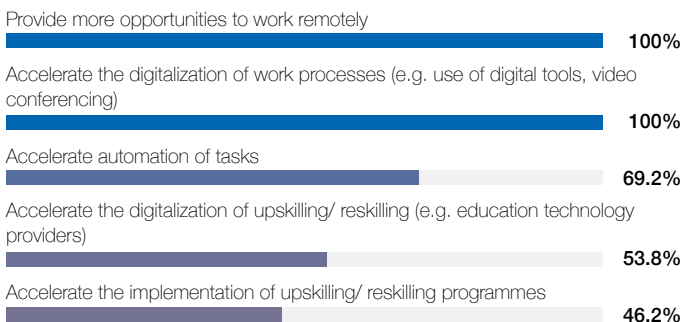 Provide more opportunities to work remotely
100%
Accelerate the digitalization of work processes (e.g. use of digital tools, video
conferencing)
100%
Accelerate automation of tasks
69.2%
Accelerate the digitalization of upskilling/ reskilling (e.g. education technology
providers)
53.8%
Accelerate the implementation of upskilling/ reskilling programmes
46.2%